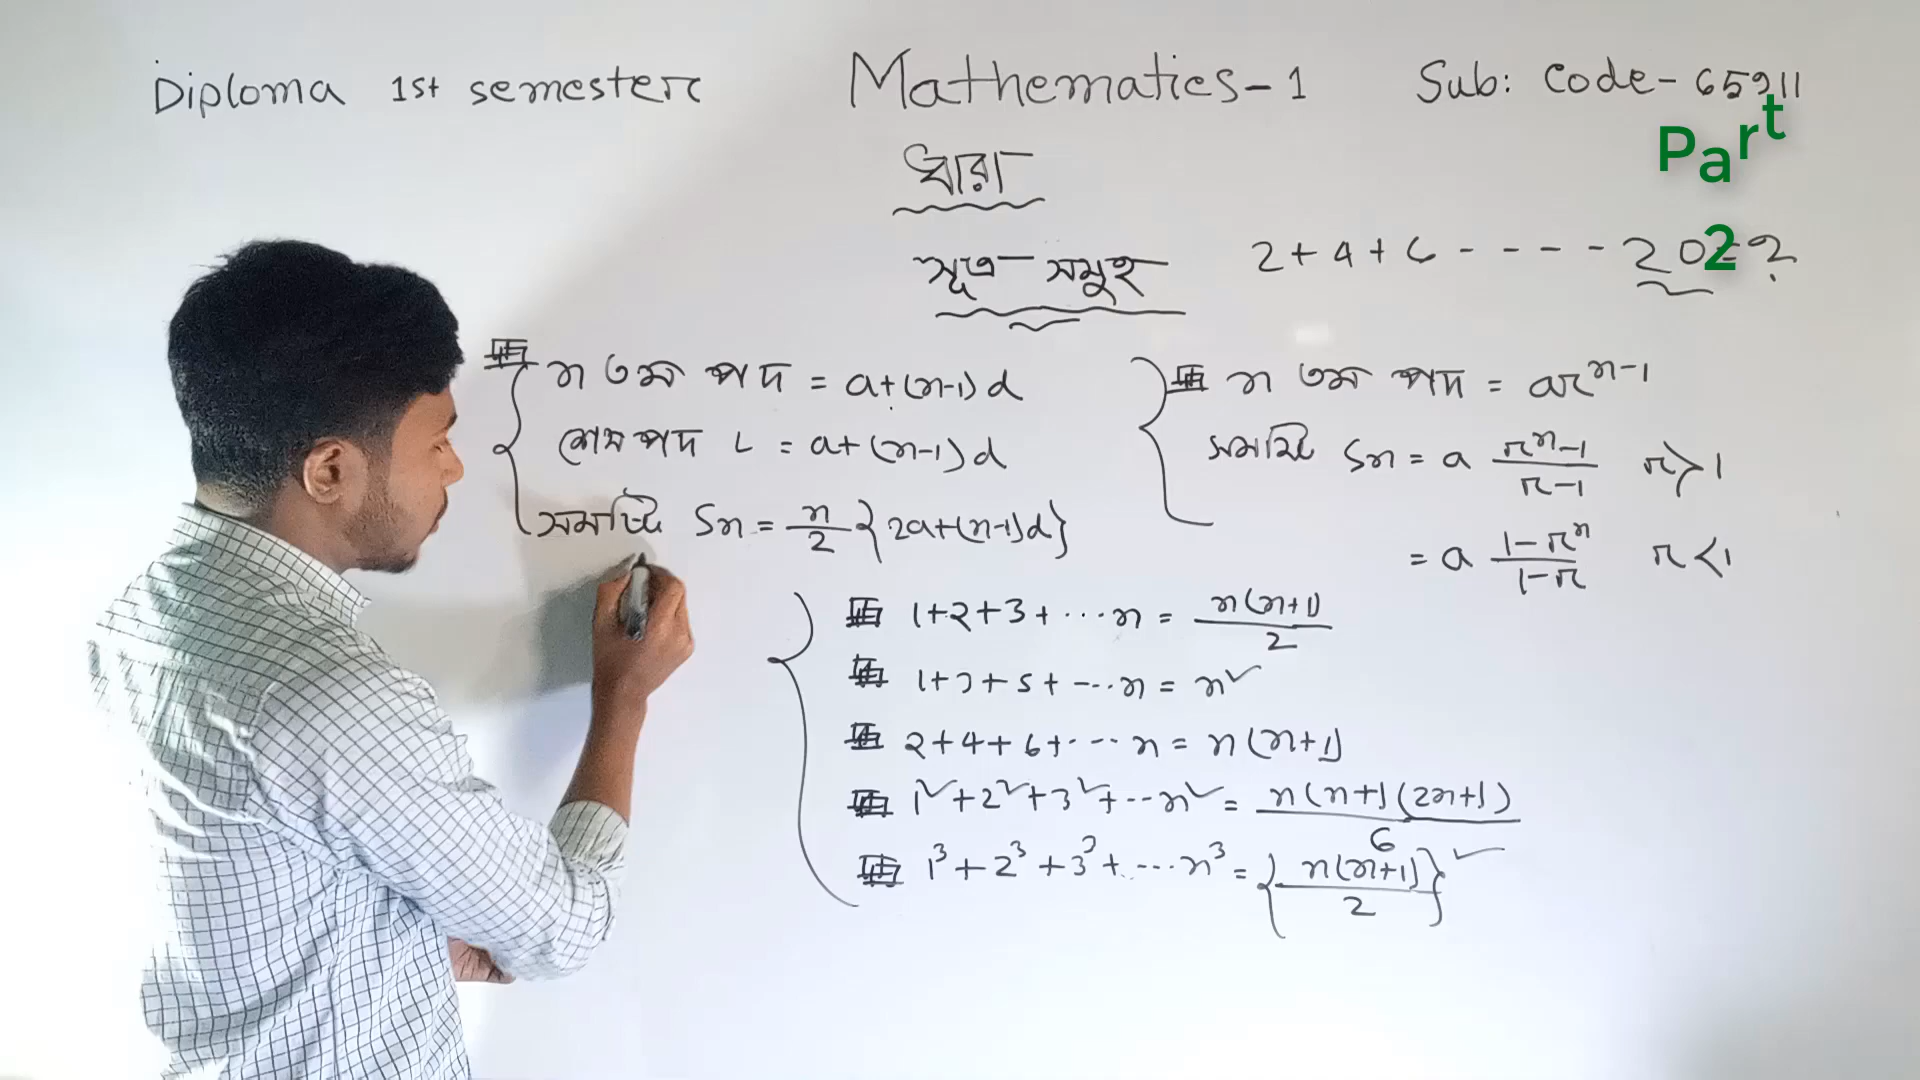 Diploma 1st semester Mathematics-1 Sub: Code-65911
Part
2
ধারা
সূত্র সমুহ 2+4+6 - - - - 20=?
n তম পদ = a+(n-1)d
শেষ পদ L = a+(n-1)d
সমষ্টি Sn = n/2 {2a+(n-1)d}
n তম পদ = ar^n-1
সমষ্টি Sn = a r^n-1/r-1 r>1
= a 1-r^n/1-r r<1
1+2+3+ ...n = n(n+1)/2
1+3+5+ ---n = n²
2+4+6+ --- n = n(n+1)
1²+2²+3²+ --n² = n(n+1)(2n+1)/6
1³+2³+3³+ ...n³ = {n(n+1)/2}²